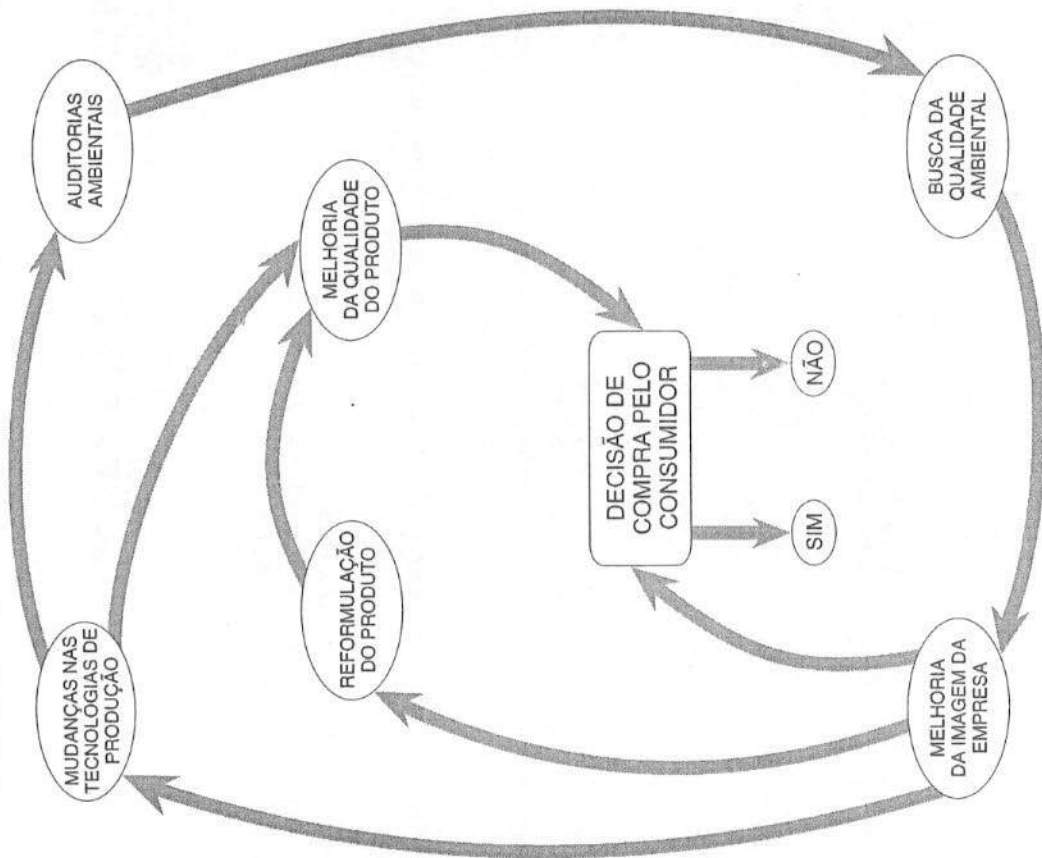 MUDANÇAS NAS
TECNOLOGIAS DE
PRODUÇÃO
AUDITORIAS
AMBIENTAIS
REFORMULAÇÃO
DO PRODUTO
MELHORIA
DA QUALIDADE
DO PRODUTO
DECISÃO DE
COMPRA PELO
CONSUMIDOR
SIM
NÃO
MELHORIA
DA IMAGEM DA
EMPRESA
BUSCA DA
QUALIDADE
AMBIENTAL